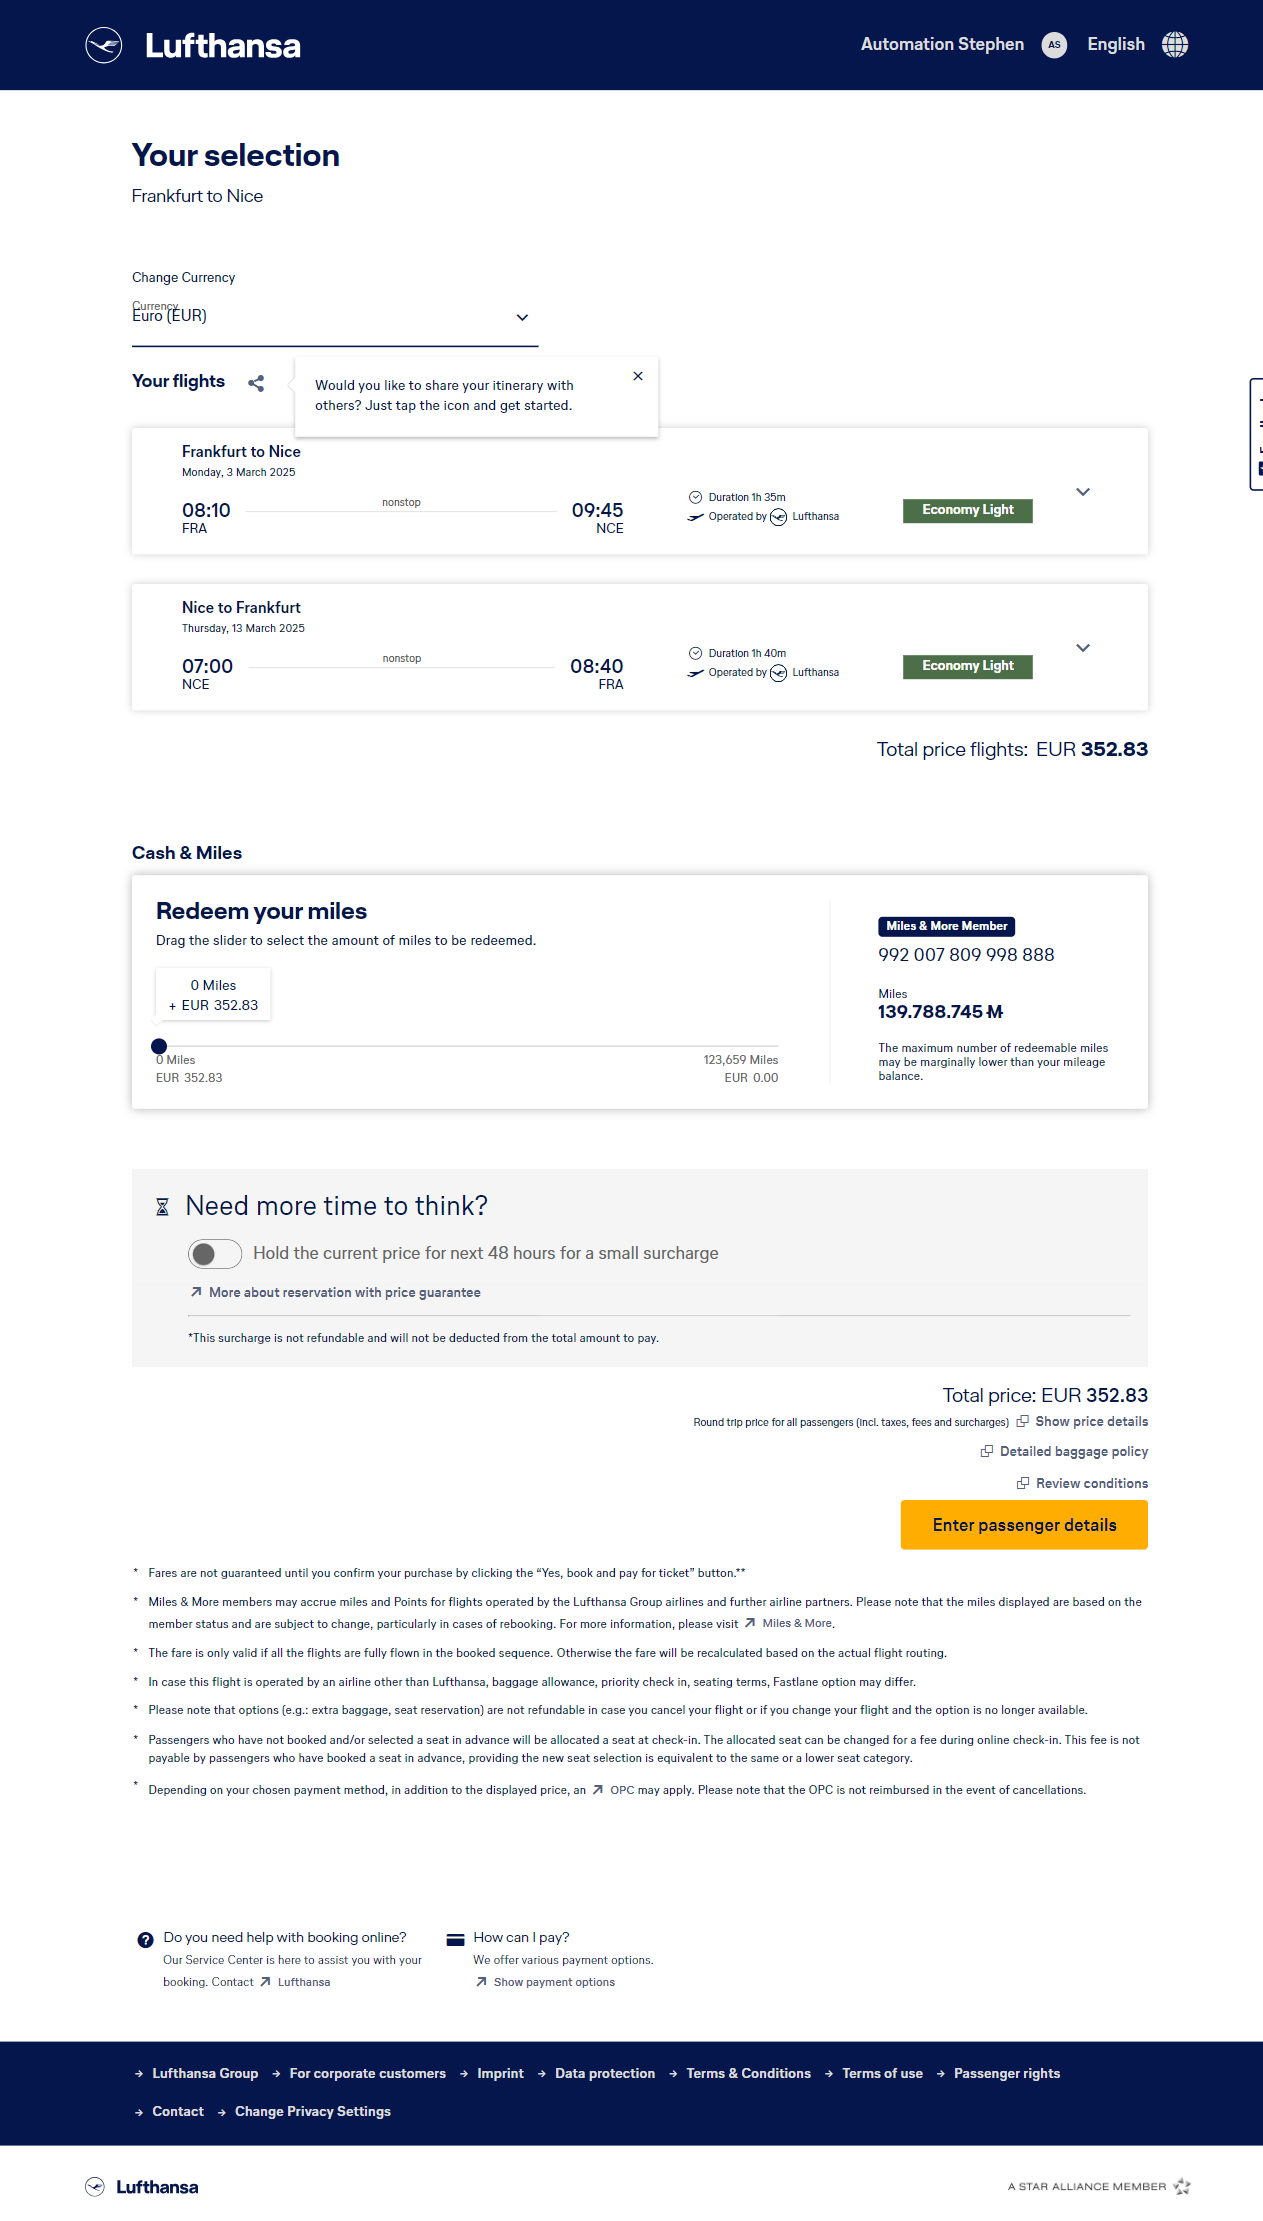 Lufthansa
Automation Stephen AS English
Your selection
Frankfurt to Nice
Change Currency
Currency
Euro (EUR)
Your flights
Would you like to share your itinerary with
others? Just tap the icon and get started.
Frankfurt to Nice
Monday, 3 March 2025
08:10 nonstop 09:45
FRA NCE
Duration 1h 35m
Operated by Lufthansa
Economy Light
Nice to Frankfurt
Thursday, 13 March 2025
07:00 nonstop 08:40
NCE FRA
Duration 1h 40m
Operated by Lufthansa
Economy Light
Total price flights: EUR 352.83
Cash & Miles
Redeem your miles
Drag the slider to select the amount of miles to be redeemed.
0 Miles
+ EUR 352.83
0 Miles 123,659 Miles
EUR 352.83 EUR 0.00
Miles & More Member
992 007 809 998 888
Miles
139.788.745 M
The maximum number of redeemable miles
may be marginally lower than your mileage
balance.
Need more time to think?
Hold the current price for next 48 hours for a small surcharge
More about reservation with price guarantee
*This surcharge is not refundable and will not be deducted from the total amount to pay.
Total price: EUR 352.83
Round trip price for all passengers (incl. taxes, fees and surcharges) Show price details
Detailed baggage policy
Review conditions
Enter passenger details
* Fares are not guaranteed until you confirm your purchase by clicking the “Yes, book and pay for ticket” button.**
* Miles & More members may accrue miles and Points for flights operated by the Lufthansa Group airlines and further airline partners. Please note that the miles displayed are based on the
member status and are subject to change, particularly in cases of rebooking. For more information, please visit Miles & More.
* The fare is only valid if all the flights are fully flown in the booked sequence. Otherwise the fare will be recalculated based on the actual flight routing.
* In case this flight is operated by an airline other than Lufthansa, baggage allowance, priority check in, seating terms, Fastlane option may differ.
* Please note that options (e.g.: extra baggage, seat reservation) are not refundable in case you cancel your flight or if you change your flight and the option is no longer available.
* Passengers who have not booked and/or selected a seat in advance will be allocated a seat at check-in. The allocated seat can be changed for a fee during online check-in. This fee is not
payable by passengers who have booked a seat in advance, providing the new seat selection is equivalent to the same or a lower seat category.
* Depending on your chosen payment method, in addition to the displayed price, an OPC may apply. Please note that the OPC is not reimbursed in the event of cancellations.
Do you need help with booking online?
Our Service Center is here to assist you with your
booking. Contact Lufthansa
How can I pay?
We offer various payment options.
Show payment options
Lufthansa Group For corporate customers Imprint Data protection Terms & Conditions Terms of use Passenger rights
Contact Change Privacy Settings
Lufthansa
A STAR ALLIANCE MEMBER